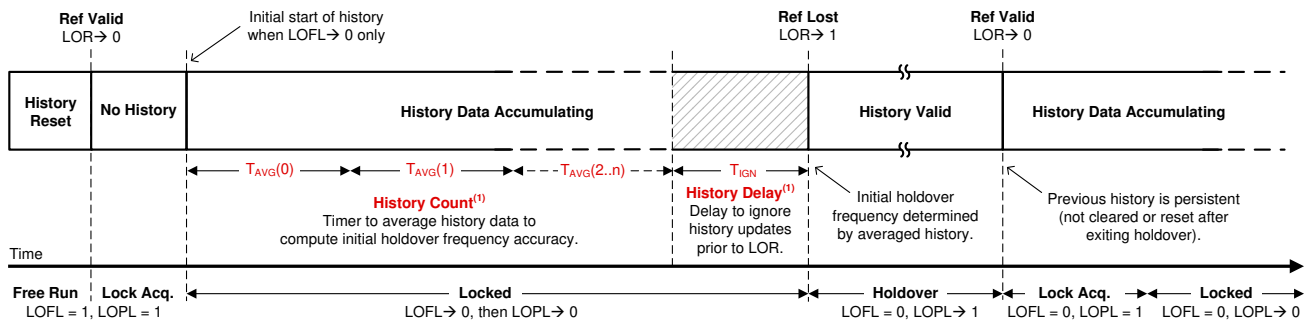 Ref Valid
LOR→ 0
Initial start of history
when LOFL→ 0 only
Ref Lost
LOR→ 1
Ref Valid
LOR→ 0
History
Reset
No History
History Data Accumulating
History Valid
History Data Accumulating
TAVG(0)
TAVG(1)
TAVG(2..n)
TIGN
History Count(1)
Timer to average history data to
compute initial holdover frequency accuracy.
History Delay(1)
Delay to ignore
history updates
prior to LOR.
Initial holdover
frequency determined
by averaged history.
Previous history is persistent
(not cleared or reset after
exiting holdover).
Time
Free Run
Lock Acq.
LOFL = 1, LOPL = 1
Locked
LOFL→ 0, then LOPL→ 0
Holdover
LOFL = 0, LOPL→ 1
Lock Acq.
LOFL = 0, LOPL = 1
Locked
LOFL = 0, LOPL→ 0